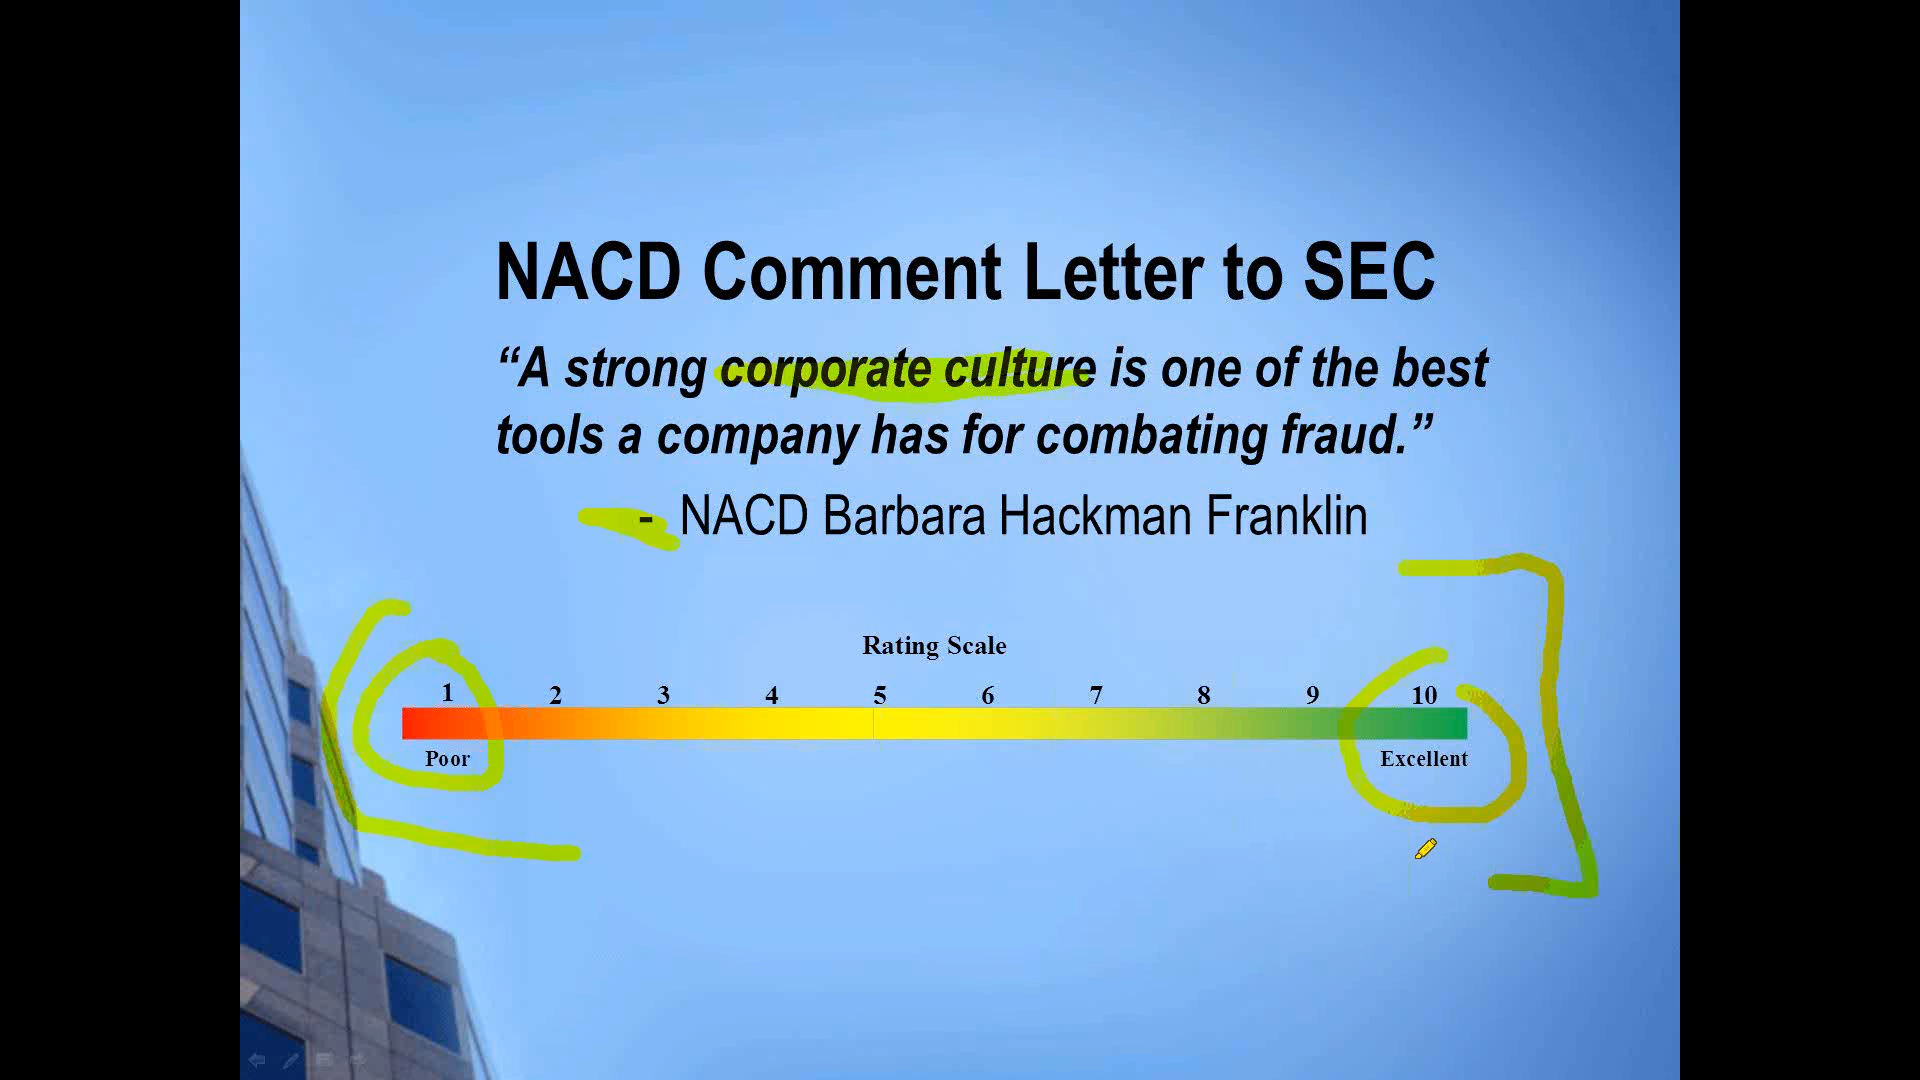 NACD Comment Letter to SEC
“A strong corporate culture is one of the best
tools a company has for combating fraud.”
- NACD Barbara Hackman Franklin
Rating Scale
1 2 3 4 5 6 7 8 9 10
Poor Excellent